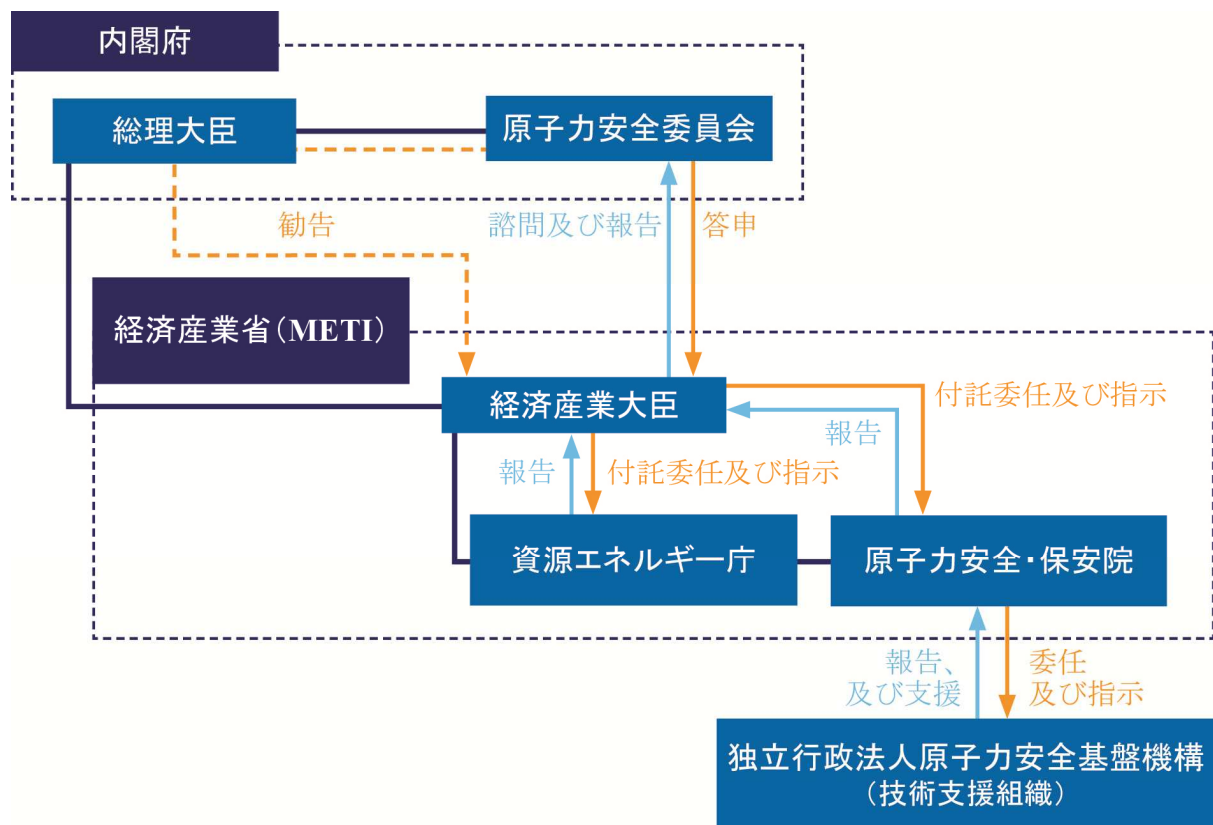 内閣府
総理大臣
原子力安全委員会
勧告
諮問及び報告
答申
経済産業省(METI)
経済産業大臣
付託委任及び指示
報告
報告
付託委任及び指示
資源エネルギー庁
原子力安全・保安院
報告、
及び支援
委任
及び指示
独立行政法人原子力安全基盤機構
(技術支援組織)